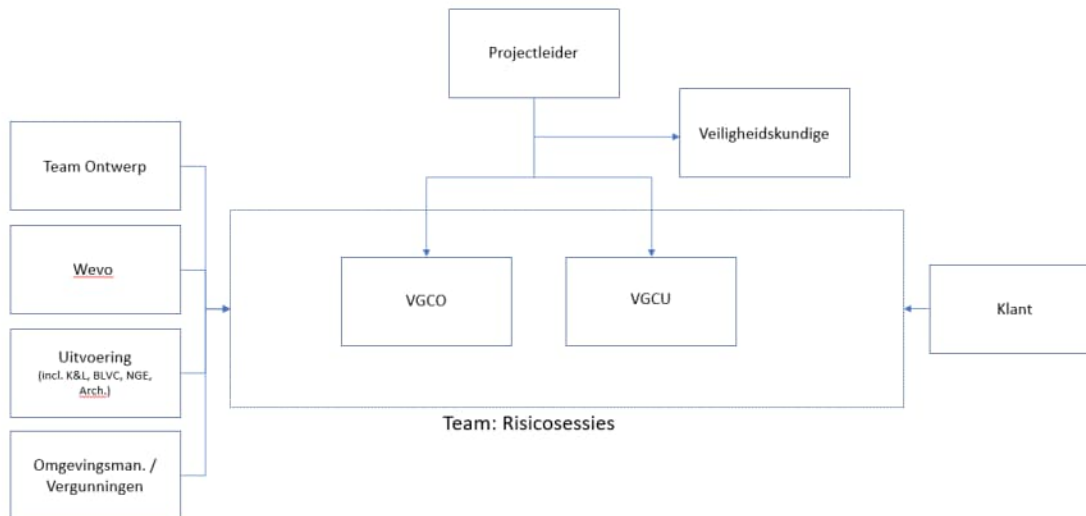 Projectleider
Veiligheidskundige
Team Ontwerp
Wevo
Uitvoering
(incl. K&L, BLVC, NGE,
Arch.)
Omgevingsman. /
Vergunningen
VGCO
VGCU
Klant
Team: Risicosessies